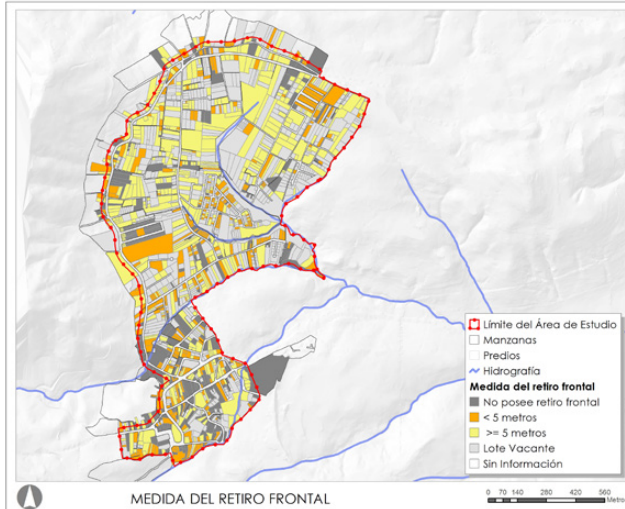 Límite del Área de Estudio
Manzanas
Predios
Hidrografía
Medida del retiro frontal
No posee retiro frontal
< 5 metros
>= 5 metros
Lote Vacante
Sin Información
MEDIDA DEL RETIRO FRONTAL
0 70 140 280 420 560
Metros